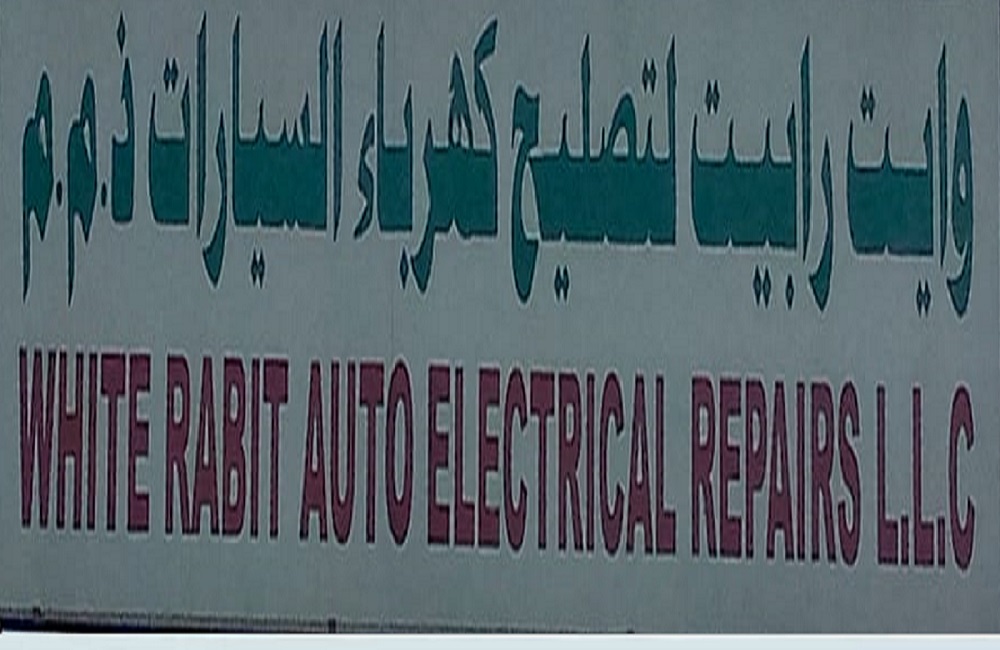 وايت رابيت لتصليح كهرباء السيارات ذ.م.م
WHITE RABIT AUTO ELECTRICAL REPAIRS L.L.C